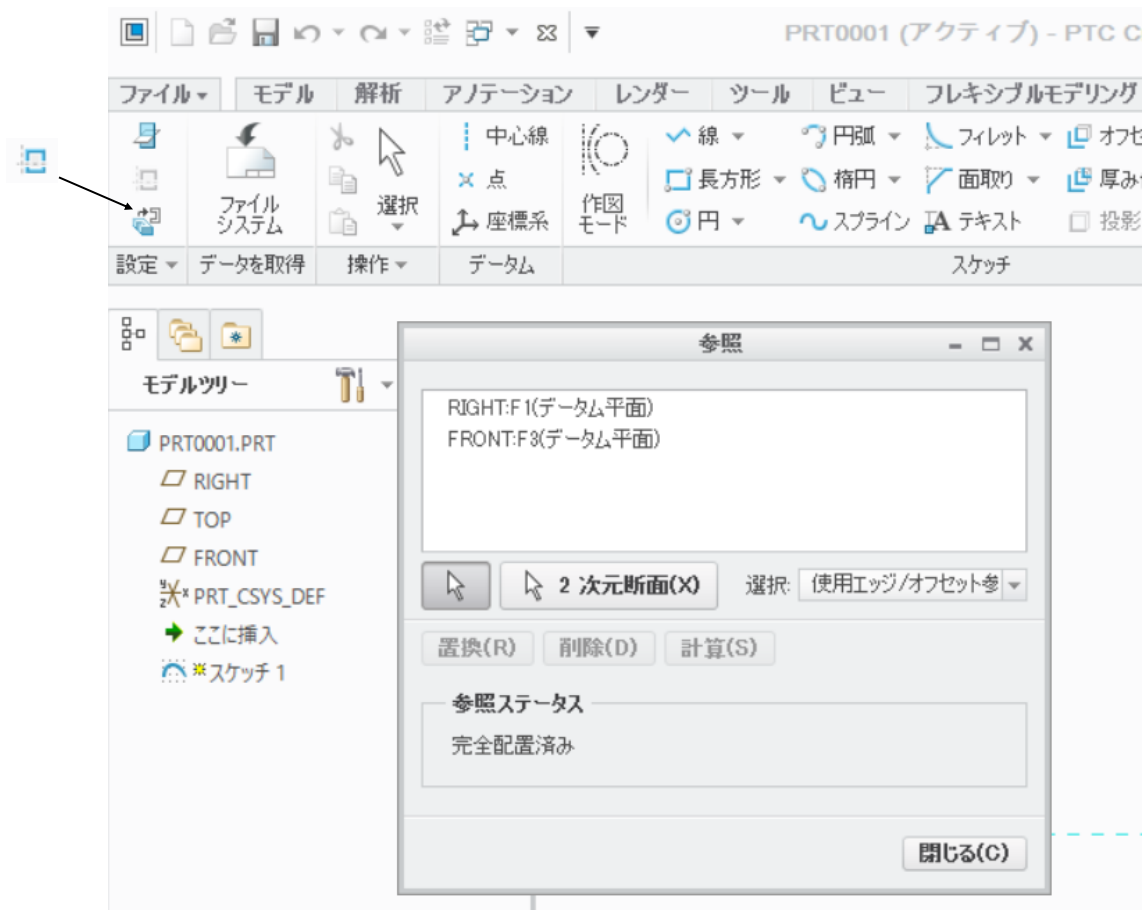 PRT0001 (アクティブ) - PTC C
ファイル モデル 解析 アノテーション レンダー ツール ビュー フレキシブルモデリング
中心線 線 円弧 フィレット オフセ
点 長方形 楕円 面取り 厚み
ファイルシステム 選択 座標系 作図モード 円 スプライン テキスト 投影
設定 データを取得 操作 データム スケッチ
参照
モデルツリー
RIGHT:F1(データム平面)
FRONT:F3(データム平面)
PRT0001.PRT
RIGHT
TOP
FRONT
PRT_CSYS_DEF
ここに挿入
スケッチ 1
2 次元断面(X) 選択: 使用エッジ/オフセット参
置換(R) 削除(D) 計算(S)
参照ステータス
完全配置済み
閉じる(C)